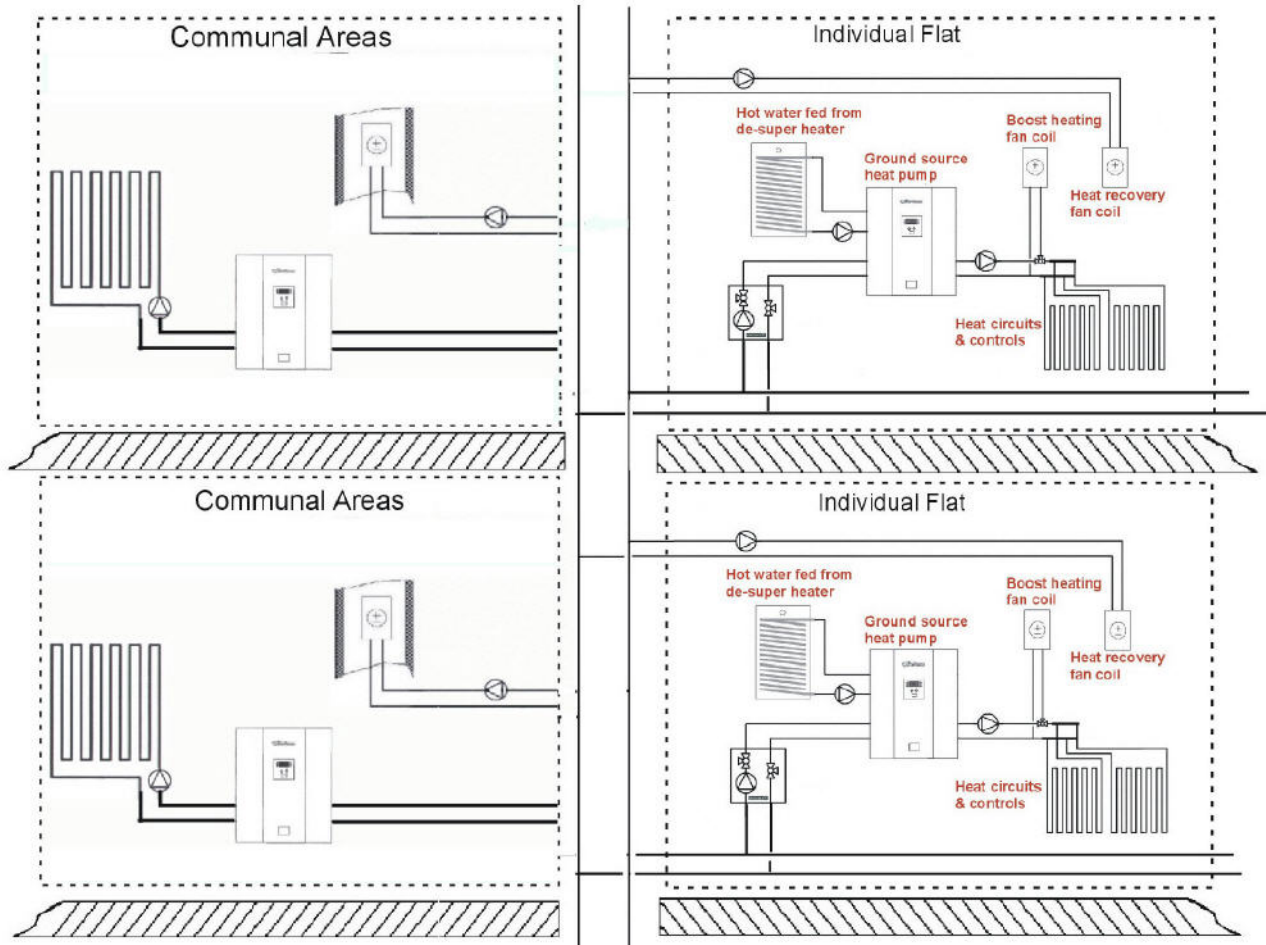 Communal Areas
Individual Flat
Hot water fed from
de-super heater
Boost heating
fan coil
Ground source
heat pump
Heat recovery
fan coil
Heat circuits
& controls
Communal Areas
Individual Flat
Hot water fed from
de-super heater
Boost heating
fan coil
Ground source
heat pump
Heat recovery
fan coil
Heat circuits
& controls